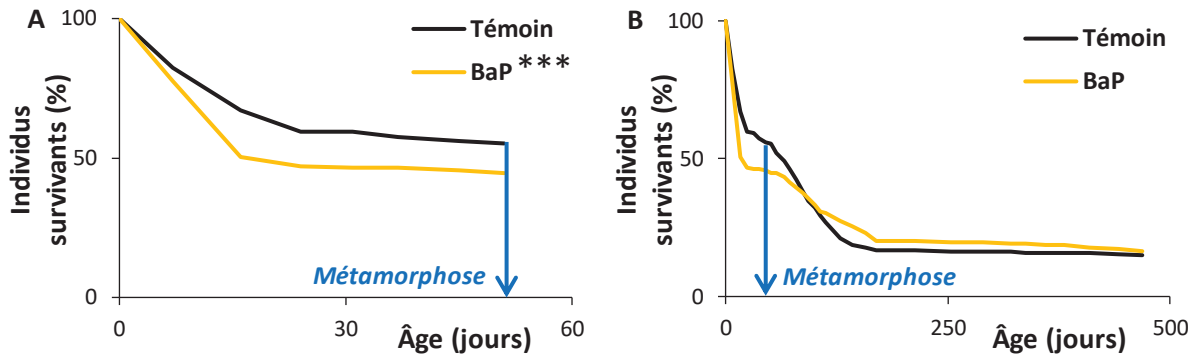 A
100
50
0
Individus
survivants (%)
Témoin
BaP ***
Métamorphose
0
30
60
Âge (jours)
B
100
50
0
Individus
survivants (%)
Témoin
BaP
Métamorphose
0
250
500
Âge (jours)